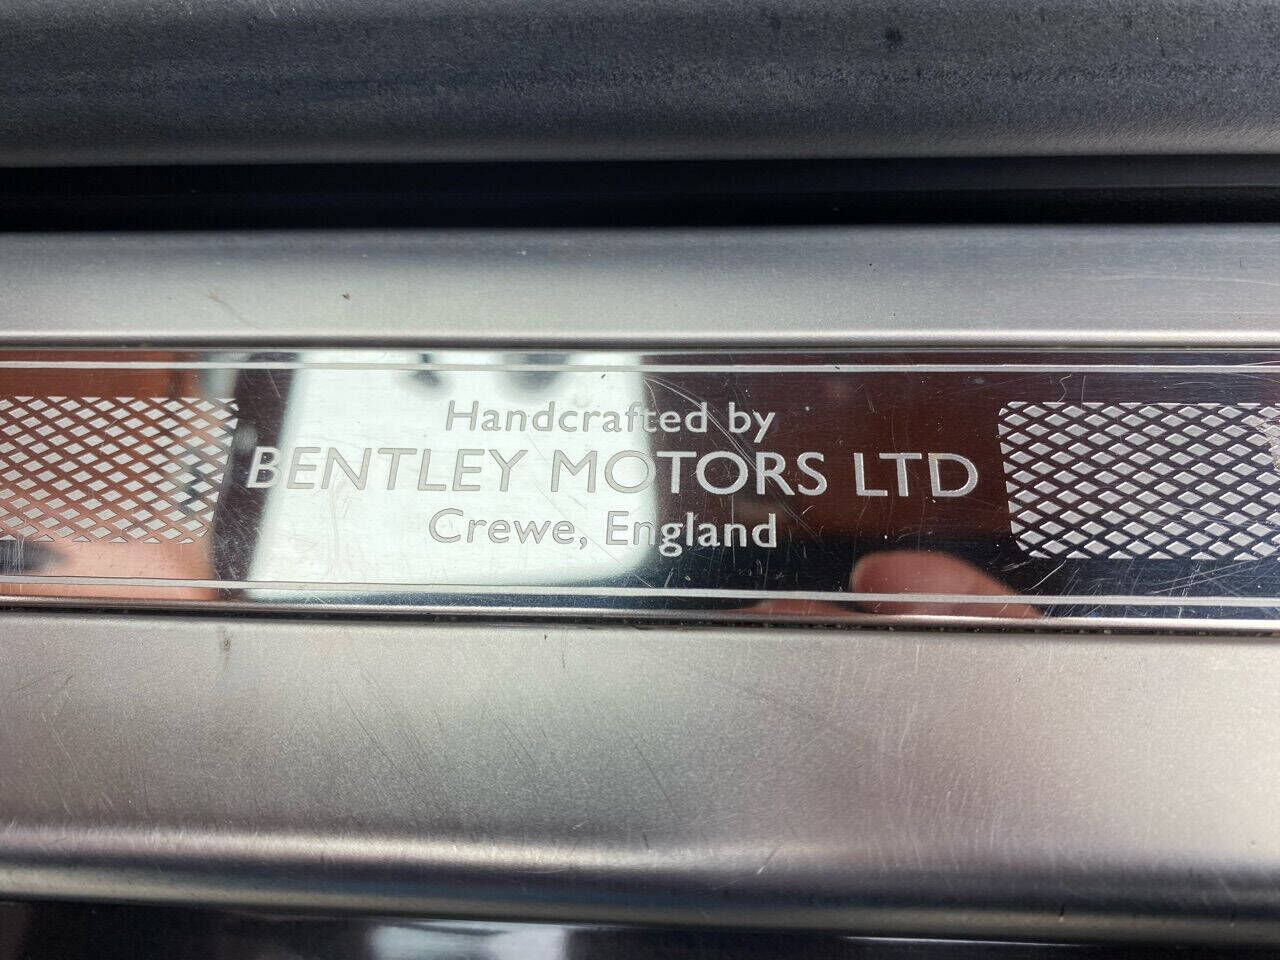 Handcrafted by
BENTLEY MOTORS LTD
Crewe, England